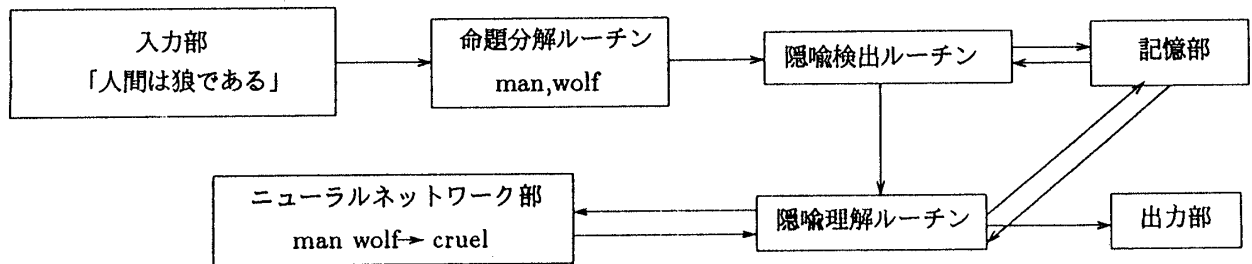 入力部
「人間は狼である」
命題分解ルーチン
man,wolf
隠喩検出ルーチン
記憶部
ニューラルネットワーク部
man wolf→ cruel
隠喩理解ルーチン
出力部